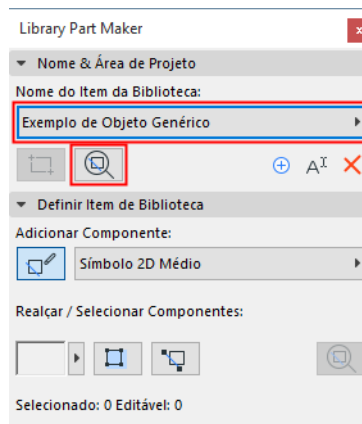 Library Part Maker
Nome & Área de Projeto
Nome do Item da Biblioteca:
Exemplo de Objeto Genérico
Definir Item de Biblioteca
Adicionar Componente:
Símbolo 2D Médio
Realçar / Selecionar Componentes:
Selecionado: 0 Editável: 0